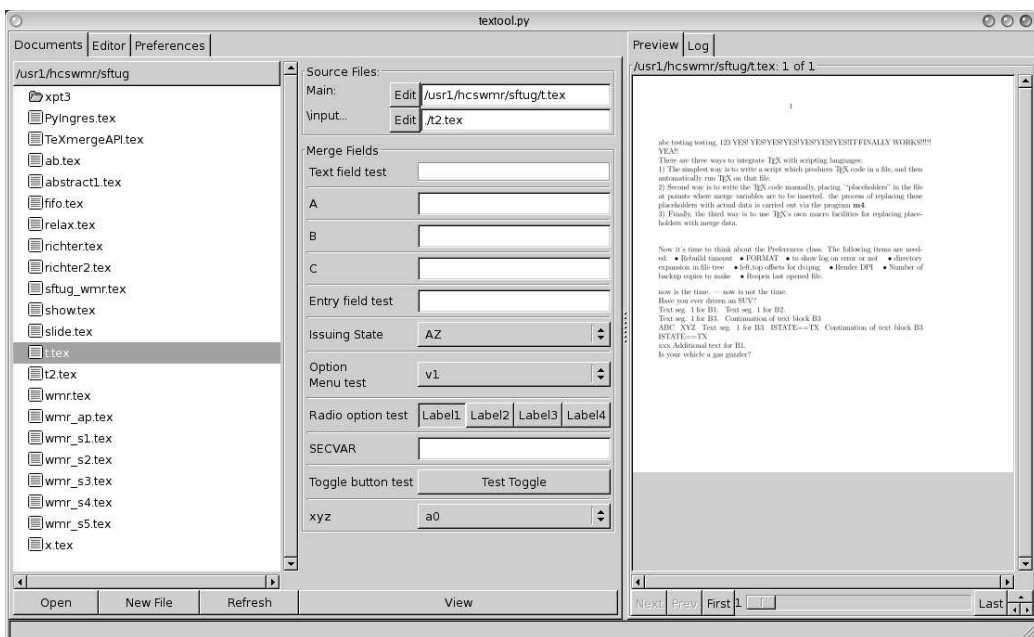 textool.py
Documents Editor Preferences
/usr1/hcswmr/sftug
xpt3
PyIngres.tex
TeXmergeAPI.tex
ab.tex
abstract1.tex
fifo.tex
relax.tex
richter.tex
richter2.tex
sftug_wmr.tex
show.tex
slide.tex
t.tex
t2.tex
wmr.tex
wmr_ap.tex
wmr_s1.tex
wmr_s2.tex
wmr_s3.tex
wmr_s4.tex
wmr_s5.tex
x.tex
Open New File Refresh
Source Files:
Main: Edit /usr1/hcswmr/sftug/t.tex
\input... Edit ./t2.tex
Merge Fields
Text field test
A
B
C
Entry field test
Issuing State AZ
Option
Menu test v1
Radio option test Label1 Label2 Label3 Label4
SECVAR
Toggle button test Test Toggle
xyz a0
View
Preview Log
/usr1/hcswmr/sftug/t.tex: 1 of 1
1
abc testing testing, 123 YES! YES!YES!YES!YES!YES!YES!IT FINALLY WORKS!!!!!
YEA!!
There are three ways to integrate TEX with scripting languages:
1) The simplest way is to write a script which produces TEX code in a file, and then
automatically run TEX on that file.
2) Second way is to write the TEX code manually, placing "placeholders" in the file
at points where merge variables are to be inserted. the process of replacing these
placeholders with actual data is carried out via the program m4.
3) Finally, the third way is to use TEX's own macro facilities for replacing place-
holders with merge data.
Now it's time to think about the Preferences class. The following items are need-
ed: • Rebuild timeout • FORMAT • to show log on error or not • directory
expansion in file tree • left,top offsets for dvipng • Render DPI • Number of
backup copies to make • Reopen last opened file.
now is the time. — now is not the time.
Have you ever driven an SUV?
Text seg. 1 for B1. Text seg. 1 for B2.
Text seg. 1 for B3. Continuation of text block B3
ABC XYZ Text seg. 1 for B3. ISTATE==TX Continuation of text block B3
ISTATE==TX
xxx Additional text for B1.
Is your vehicle a gas guzzler?
Next Prev First 1 Last